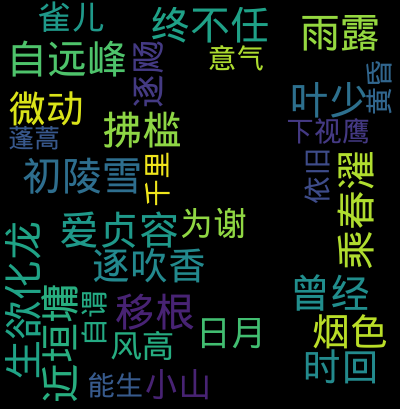 雀儿
终不任
雨露
自远峰
逐飏
意气
黄昏
微动
叶少
蓬蒿
拂槛
下视鹰
初陵雪
千里
依旧
乘春濯
爱贞容
为谢
生欲化龙
逐吹香
曾经
近垣墉
自谓
移根
日月
烟色
风高
时回
能生
小山